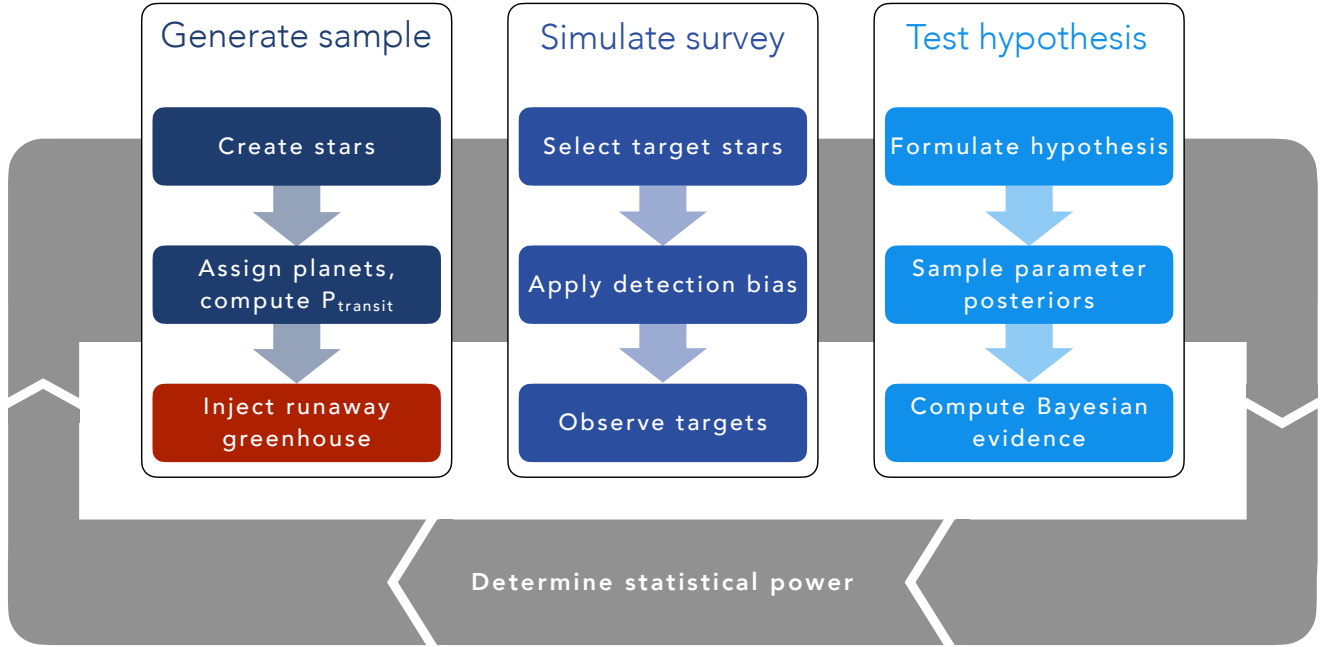 Generate sample
Create stars
Assign planets,
compute P_transit
Inject runaway
greenhouse
Simulate survey
Select target stars
Apply detection bias
Observe targets
Test hypothesis
Formulate hypothesis
Sample parameter
posteriors
Compute Bayesian
evidence
Determine statistical power